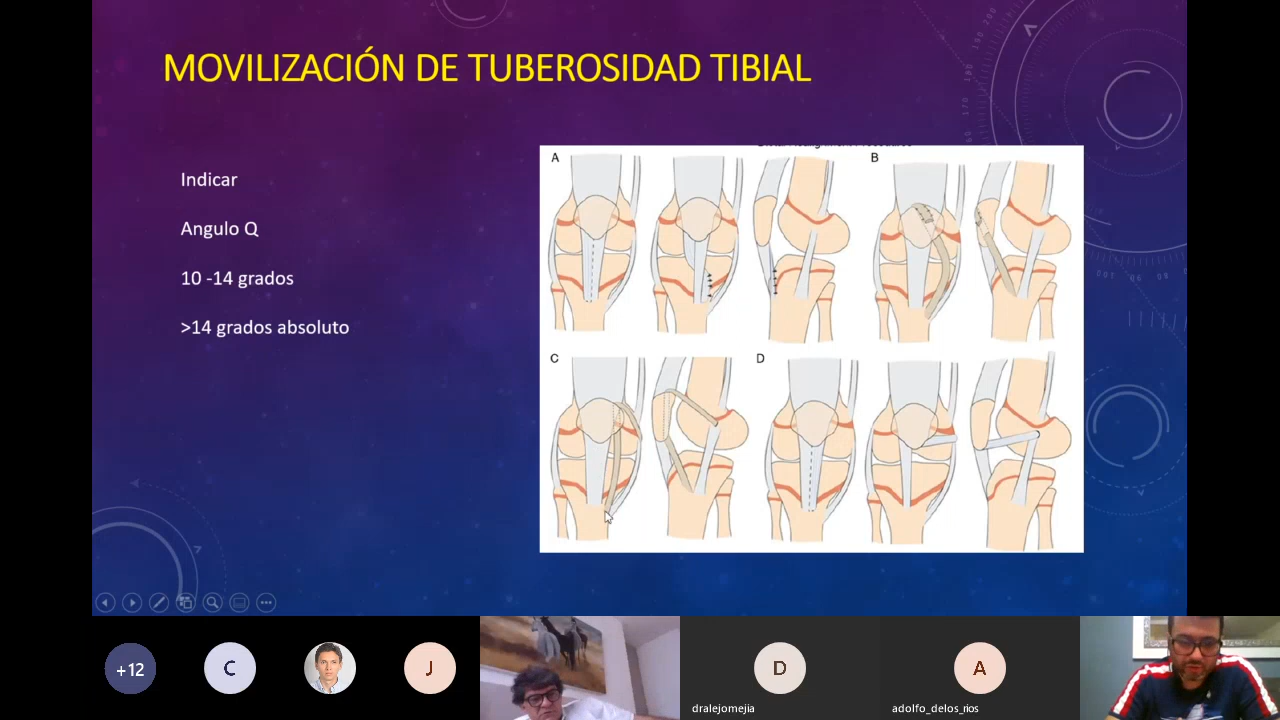 MOVILIZACIÓN DE TUBEROSIDAD TIBIAL
Indicar
Angulo Q
10 -14 grados
>14 grados absoluto
A
B
C
D
+12
C
J
D
dralejomejia
A
adolfo_delos_rios